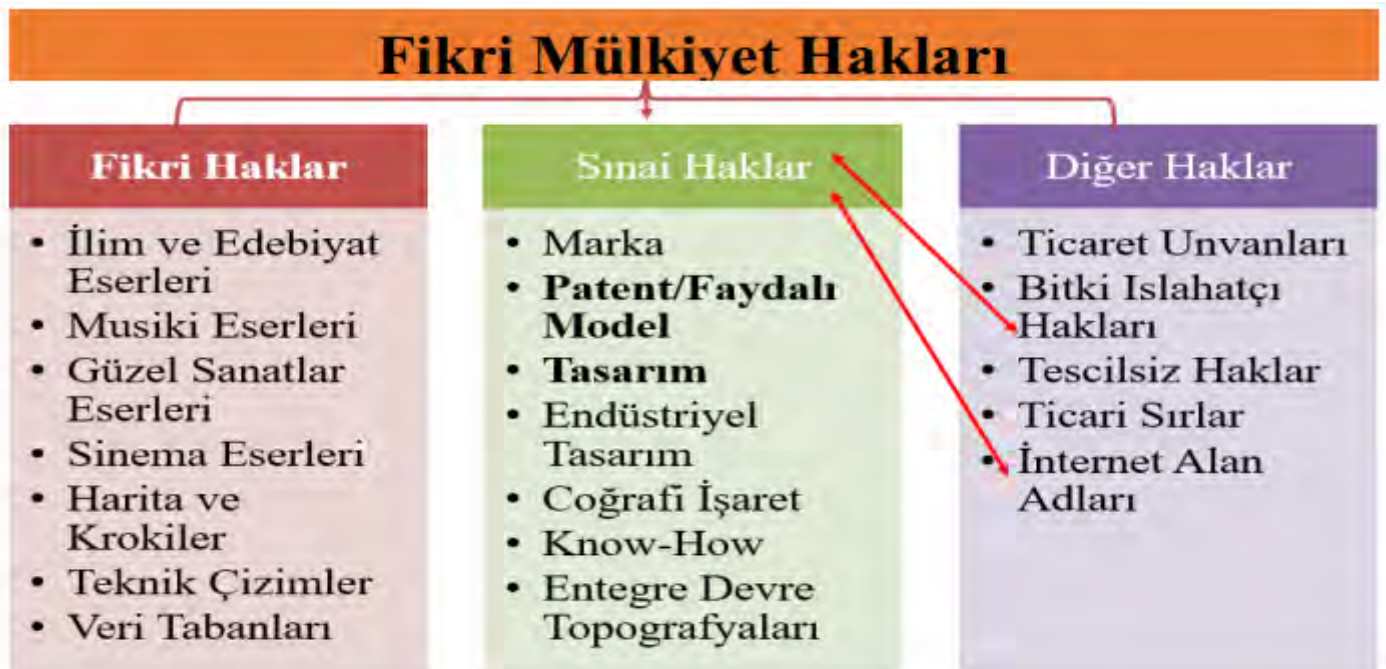 Fikri Mülkiyet Hakları
Fikri Haklar
• İlim ve Edebiyat
Eserleri
• Musiki Eserleri
• Güzel Sanatlar
Eserleri
• Sinema Eserleri
• Harita ve
Krokiler
• Teknik Çizimler
• Veri Tabanları
Sınai Haklar
• Marka
• Patent/Faydalı
Model
• Tasarım
• Endüstriyel
Tasarım
• Coğrafi İşaret
• Know-How
• Entegre Devre
Topografyaları
Diğer Haklar
• Ticaret Unvanları
• Bitki Islahatçı
Hakları
• Tescilsiz Haklar
• Ticari Sırlar
• İnternet Alan
Adları